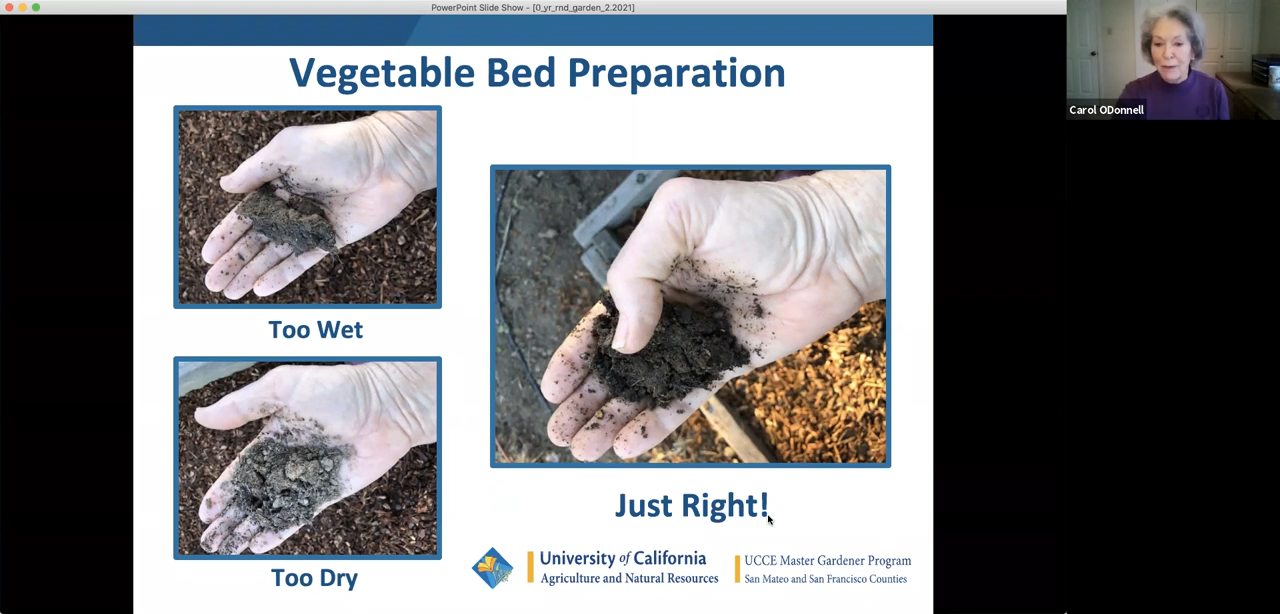 PowerPoint Slide Show - [0_yr_rnd_garden_2.2021]
Vegetable Bed Preparation
Carol ODonnell
Too Wet
Too Dry
Just Right!
University of California
Agriculture and Natural Resources
UCCE Master Gardener Program
San Mateo and San Francisco Counties